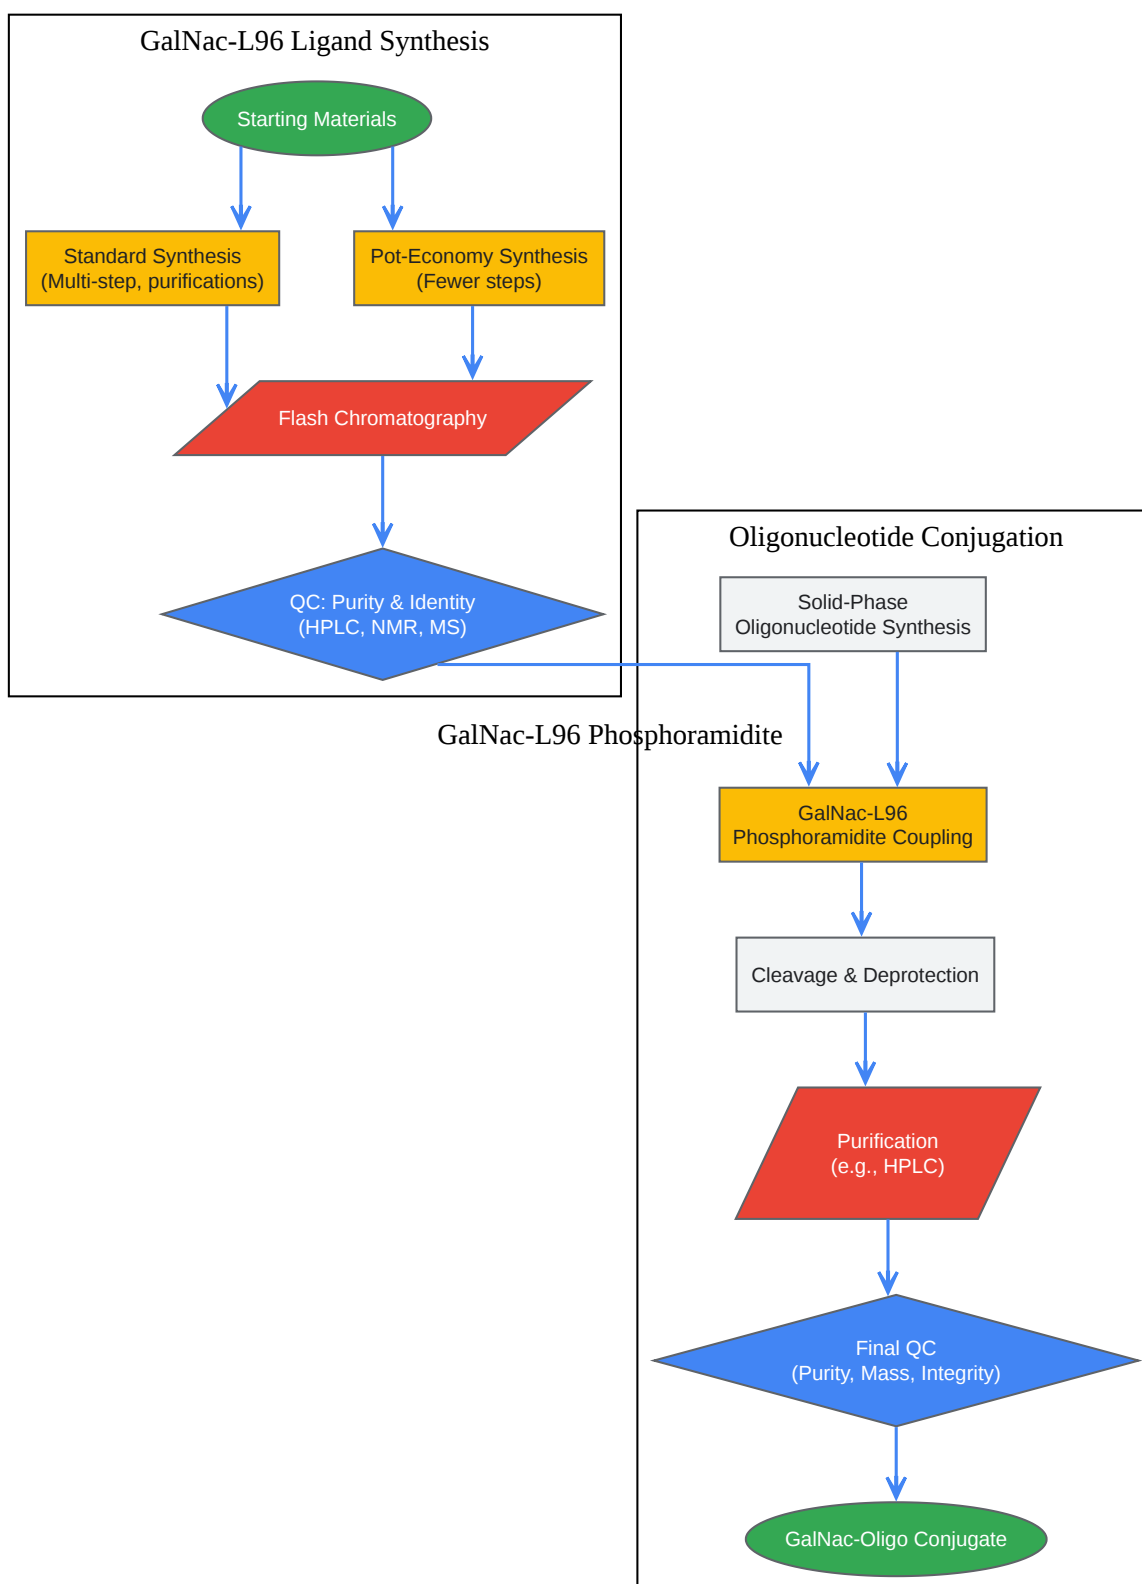 GalNac-L96 Ligand Synthesis
Starting Materials
Standard Synthesis
(Multi-step, purifications)
Pot-Economy Synthesis
(Fewer steps)
Flash Chromatography
QC: Purity & Identity
(HPLC, NMR, MS)
Oligonucleotide Conjugation
Solid-Phase
Oligonucleotide Synthesis
GalNac-L96 Phosphoramidite
GalNac-L96
Phosphoramidite Coupling
Cleavage & Deprotection
Purification
(e.g., HPLC)
Final QC
(Purity, Mass, Integrity)
GalNac-Oligo Conjugate